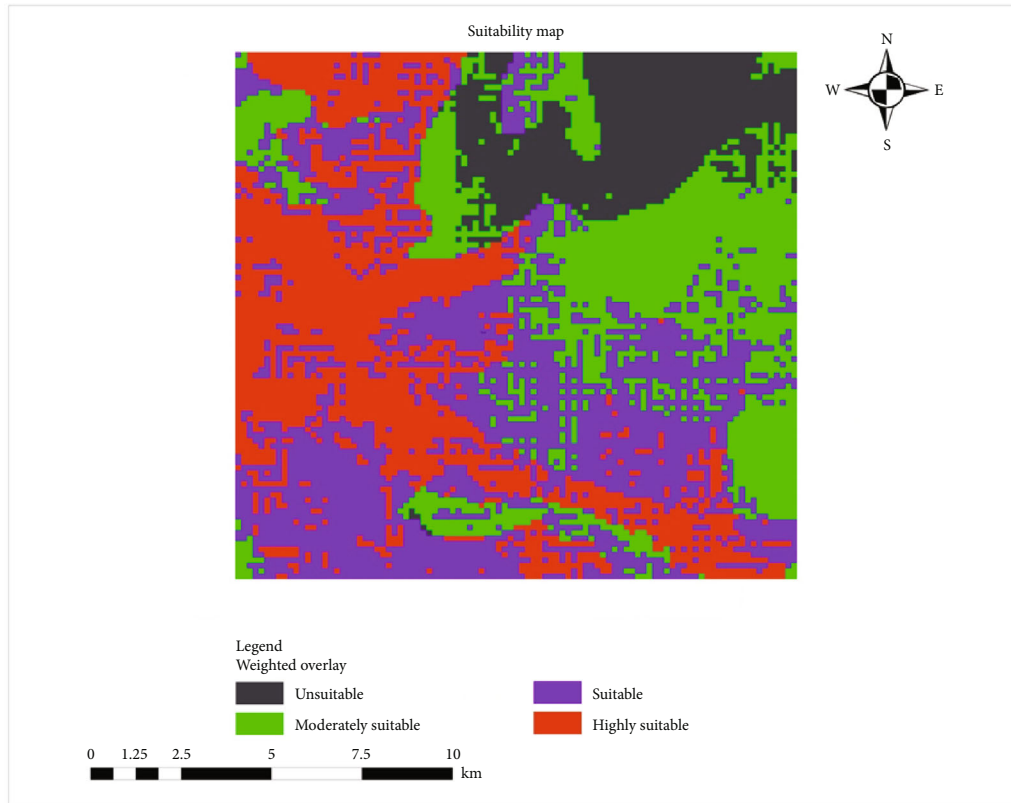 Suitability map
N
W E
S
Legend
Weighted overlay
Unsuitable Suitable
Moderately suitable Highly suitable
0 1.25 2.5 5 7.5 10
km